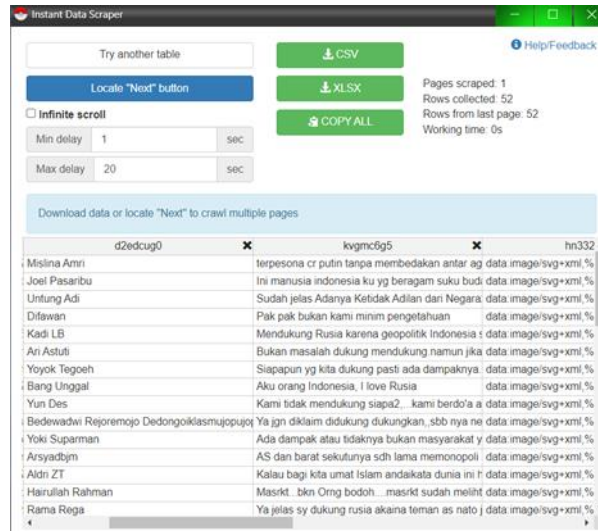 Instant Data Scraper
Try another table
CSV
Help/Feedback
Locate "Next" button
XLSX
Pages scraped: 1
Infinite scroll
Rows collected: 52
COPY ALL
Rows from last page: 52
Min delay 1 sec
Working time: 0s
Max delay 20 sec
Download data or locate "Next" to crawl multiple pages
d2edcug0 kvgmc6g5 hn332
Mislina Amri terpesona cr putin tanpa membedakan antar ag data:image/svg+xml,%
Joel Pasaribu Ini manusia indonesia ku yg beragam suku buda data:image/svg+xml,%
Untung Adi Sudah jelas Adanya Ketidak Adilan dari Negara data:image/svg+xml,%
Difawan Pak pak bukan kami minim pengetahuan data:image/svg+xml,%
Kadi LB Mendukung Rusia karena geopolitik Indonesia s data:image/svg+xml,%
Ari Astuti Bukan masalah dukung mendukung namun jika data:image/svg+xml,%
Yoyok Tegoeh Siapapun yg kita dukung pasti ada dampaknya data:image/svg+xml,%
Bang Unggal Aku orang Indonesia, I love Rusia data:image/svg+xml,%
Yun Des Kami tidak mendukung siapa2,...kami berdo'a a data:image/svg+xml,%
Bedewadwi Rejoremojo Ya jgn diklaim didukung dukungkan,,sbb nya ne data:image/svg+xml,%
Yoki Suparman Ada dampak atau tidaknya bukan masyarakat y data:image/svg+xml,%
Arsyadbjm AS dan barat sekutunya sdh lama memonopoli data:image/svg+xml,%
Aldri ZT Kalau bagi kita umat Islam andaikata dunia ini h data:image/svg+xml,%
Hairullah Rahman Masrkt...bkn Orng bodoh....masrkt sudah meliht data:image/svg+xml,%
Rama Rega Ya jelas sy dukung rusia akaina teman as nato j data:image/svg+xml,%